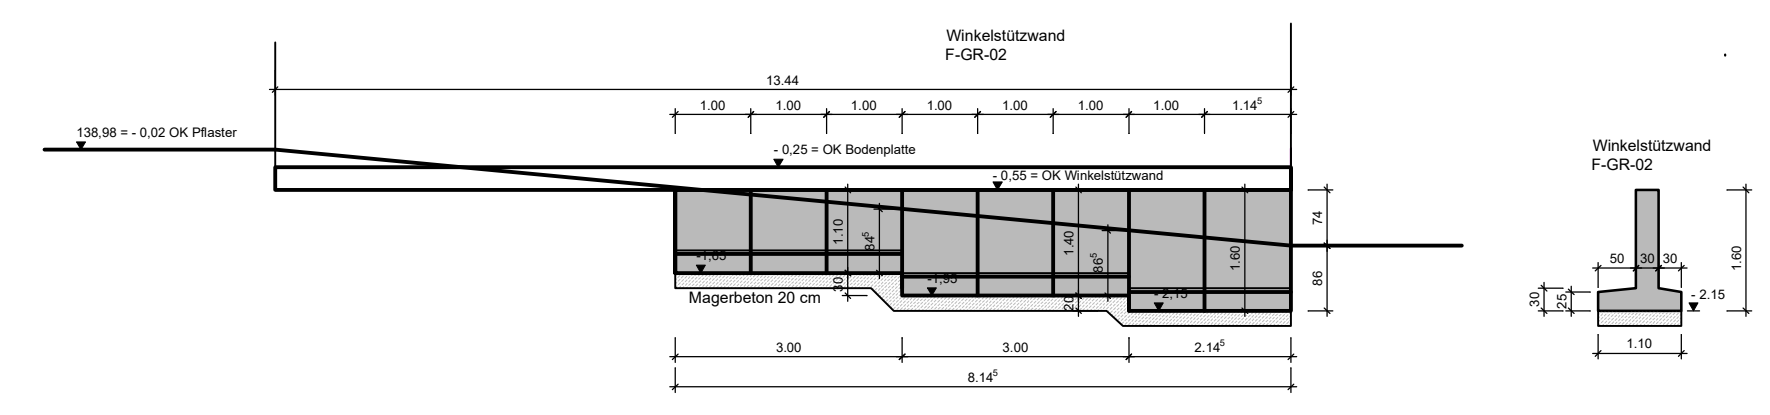 Winkelstützwand
F-GR-02
13.44
1.00 1.00 1.00 1.00 1.00 1.00 1.00 1.14⁵
138,98 = - 0,02 OK Pflaster
- 0,25 = OK Bodenplatte
- 0,55 = OK Winkelstützwand
1.10
84⁵
1.40
86⁵
1.60
74
86
-1,65
-1,95
- 2,15
30
20
Magerbeton 20 cm
3.00 3.00 2.14⁵
8.14⁵
Winkelstützwand
F-GR-02
50 30 30
1.60
30
25
- 2.15
1.10